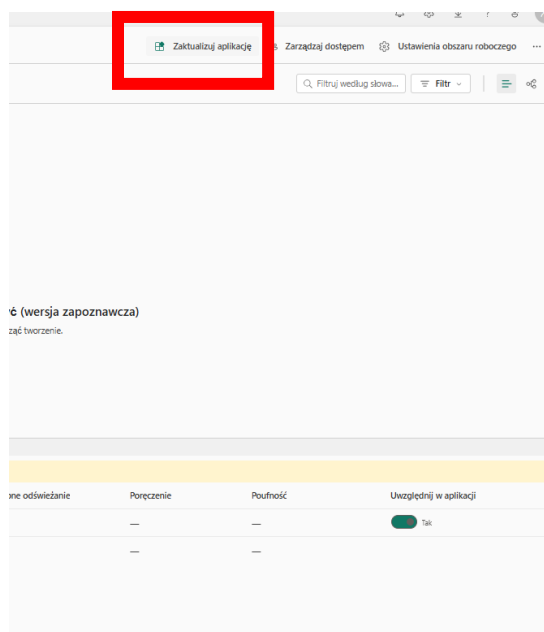 Zaktualizuj aplikację Zarządzaj dostępem Ustawienia obszaru roboczego ...
Filtruj według słowa... Filtr
ć (wersja zapoznawcza)
ząć tworzenie.
one odświeżanie Poręczenie Poufność Uwzględnij w aplikacji
— — Tak
— —